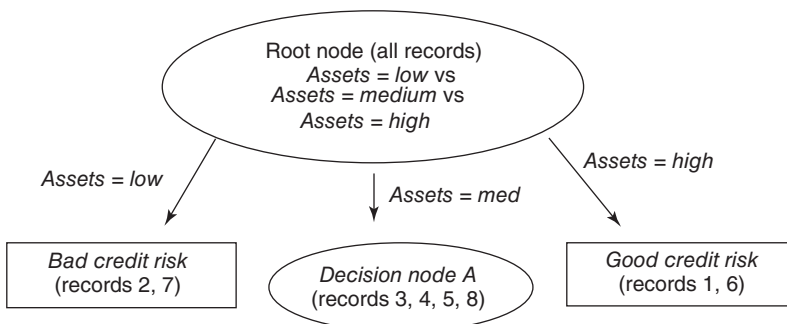 Root node (all records)
Assets = low vs
Assets = medium vs
Assets = high
Assets = low
Assets = med
Assets = high
Bad credit risk
(records 2, 7)
Decision node A
(records 3, 4, 5, 8)
Good credit risk
(records 1, 6)